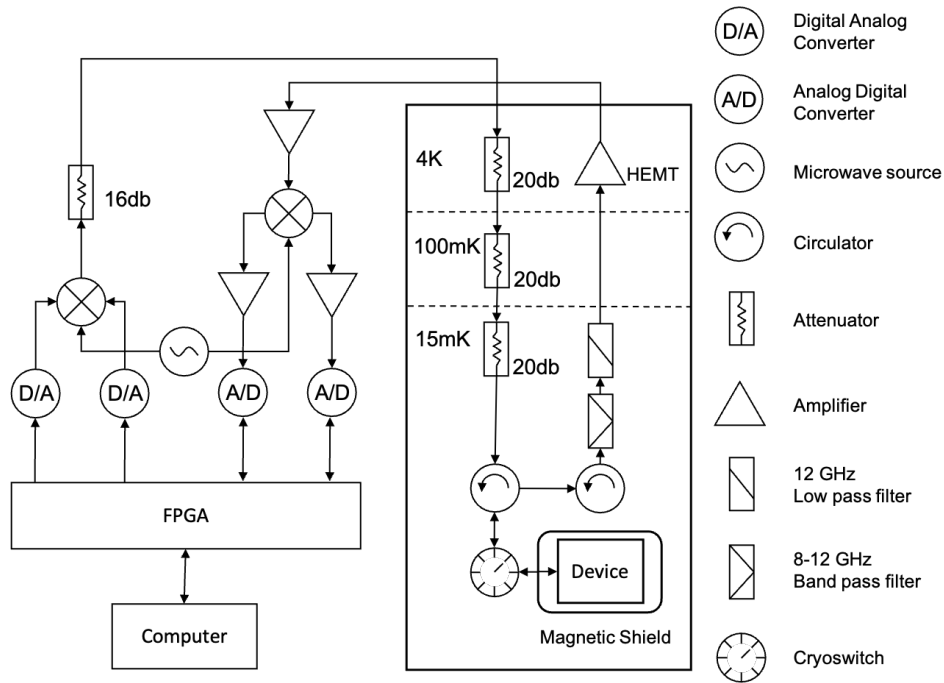 D/A
Digital Analog
Converter
A/D
Analog Digital
Converter
Microwave source
Circulator
Attenuator
Amplifier
12 GHz
Low pass filter
8-12 GHz
Band pass filter
Cryoswitch
16db
D/A
D/A
A/D
A/D
FPGA
Computer
4K
20db
HEMT
100mK
20db
15mK
20db
Device
Magnetic Shield